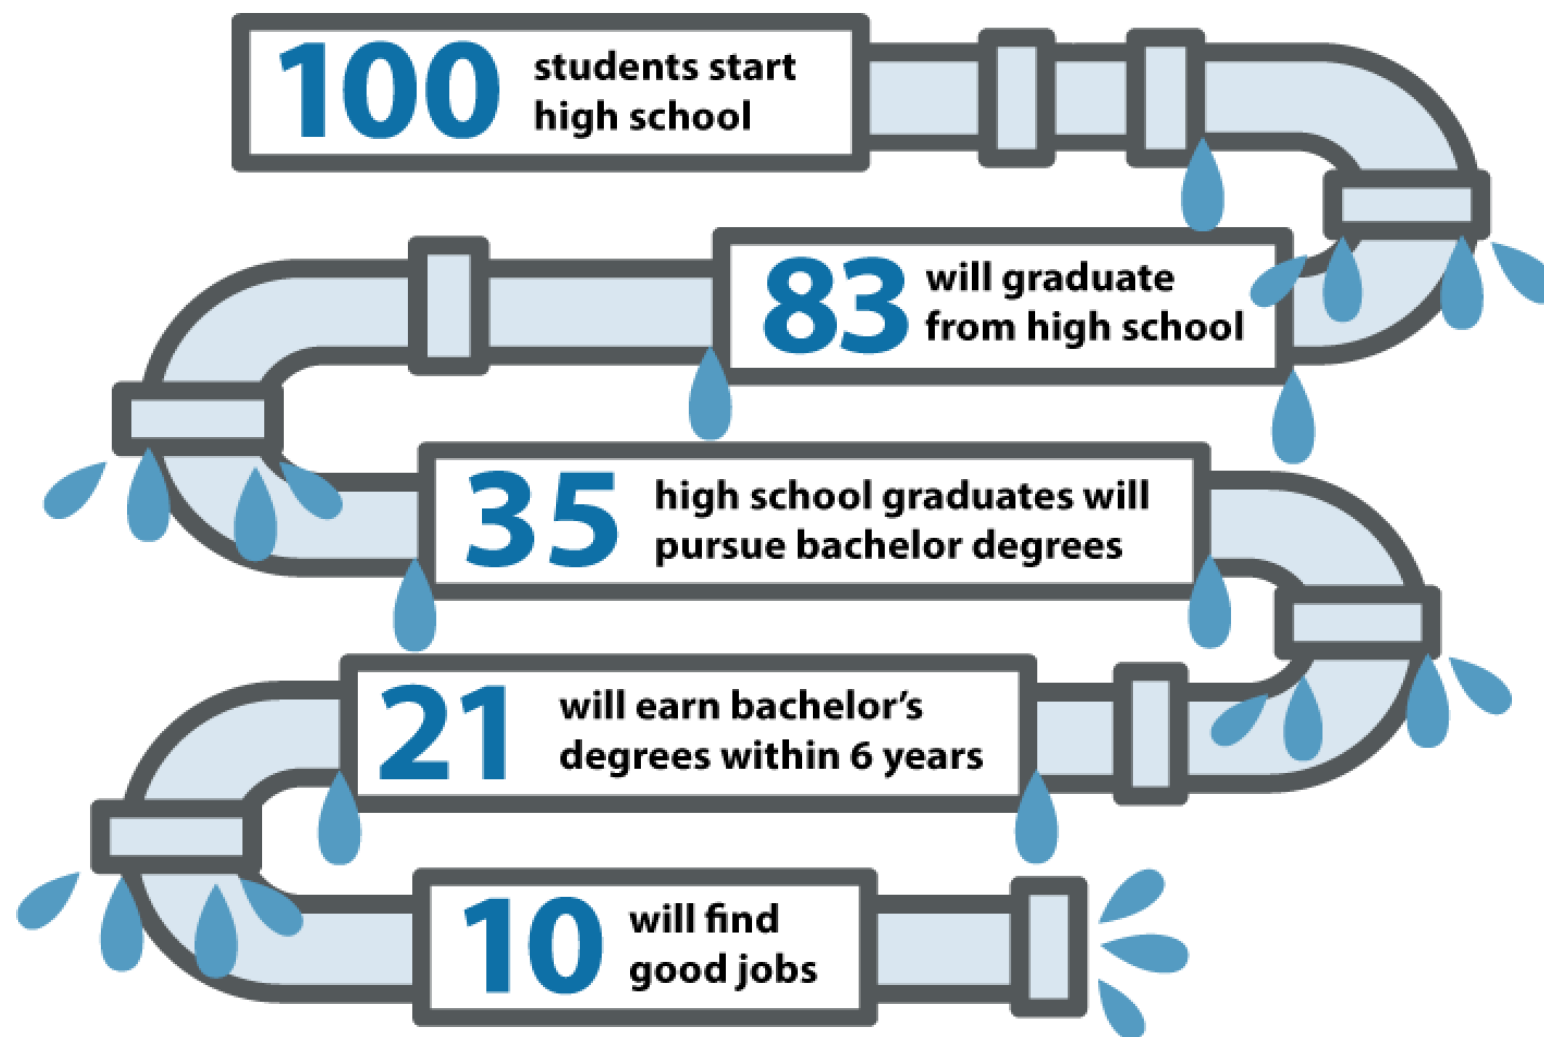 100 students start
high school
83 will graduate
from high school
35 high school graduates will
pursue bachelor degrees
21 will earn bachelor’s
degrees within 6 years
10 will find
good jobs